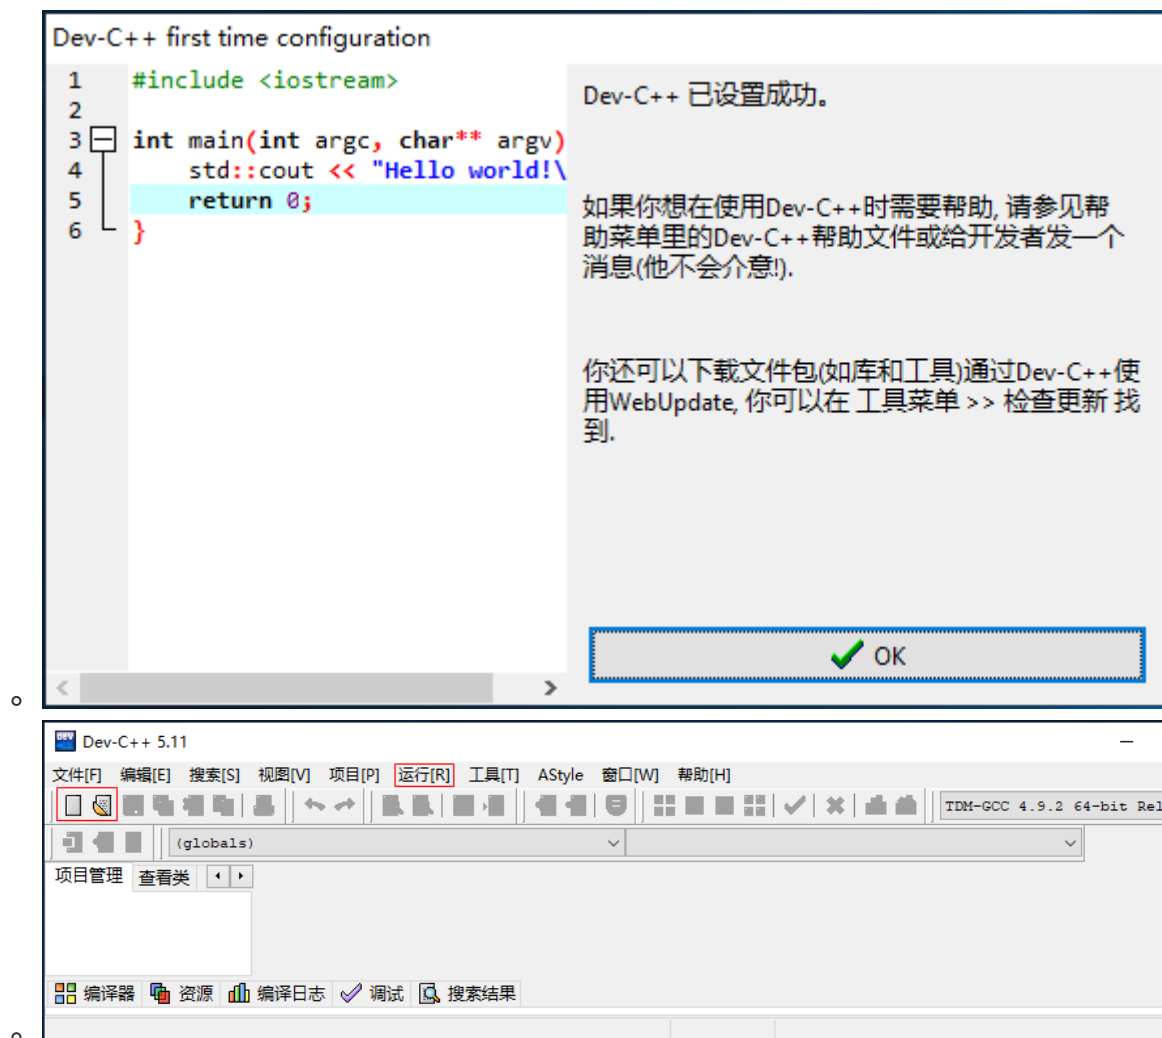 Dev-C++ first time configuration
1 #include <iostream>
2
3 int main(int argc, char** argv)
4 std::cout << "Hello world!\
5 return 0;
6 }
Dev-C++ 已设置成功。
如果你想在使用Dev-C++时需要帮助, 请参见帮
助菜单里的Dev-C++帮助文件或给开发者发一个
消息(他不会介意!).
你还可以下载文件包(如库和工具)通过Dev-C++使
用WebUpdate, 你可以在 工具菜单 >> 检查更新 找
到.
OK
Dev-C++ 5.11
文件[F] 编辑[E] 搜索[S] 视图[V] 项目[P] 运行[R] 工具[T] AStyle 窗口[W] 帮助[H]
TDM-GCC 4.9.2 64-bit Rel
(globals)
项目管理 查看类
编译器 资源 编译日志 调试 搜索结果